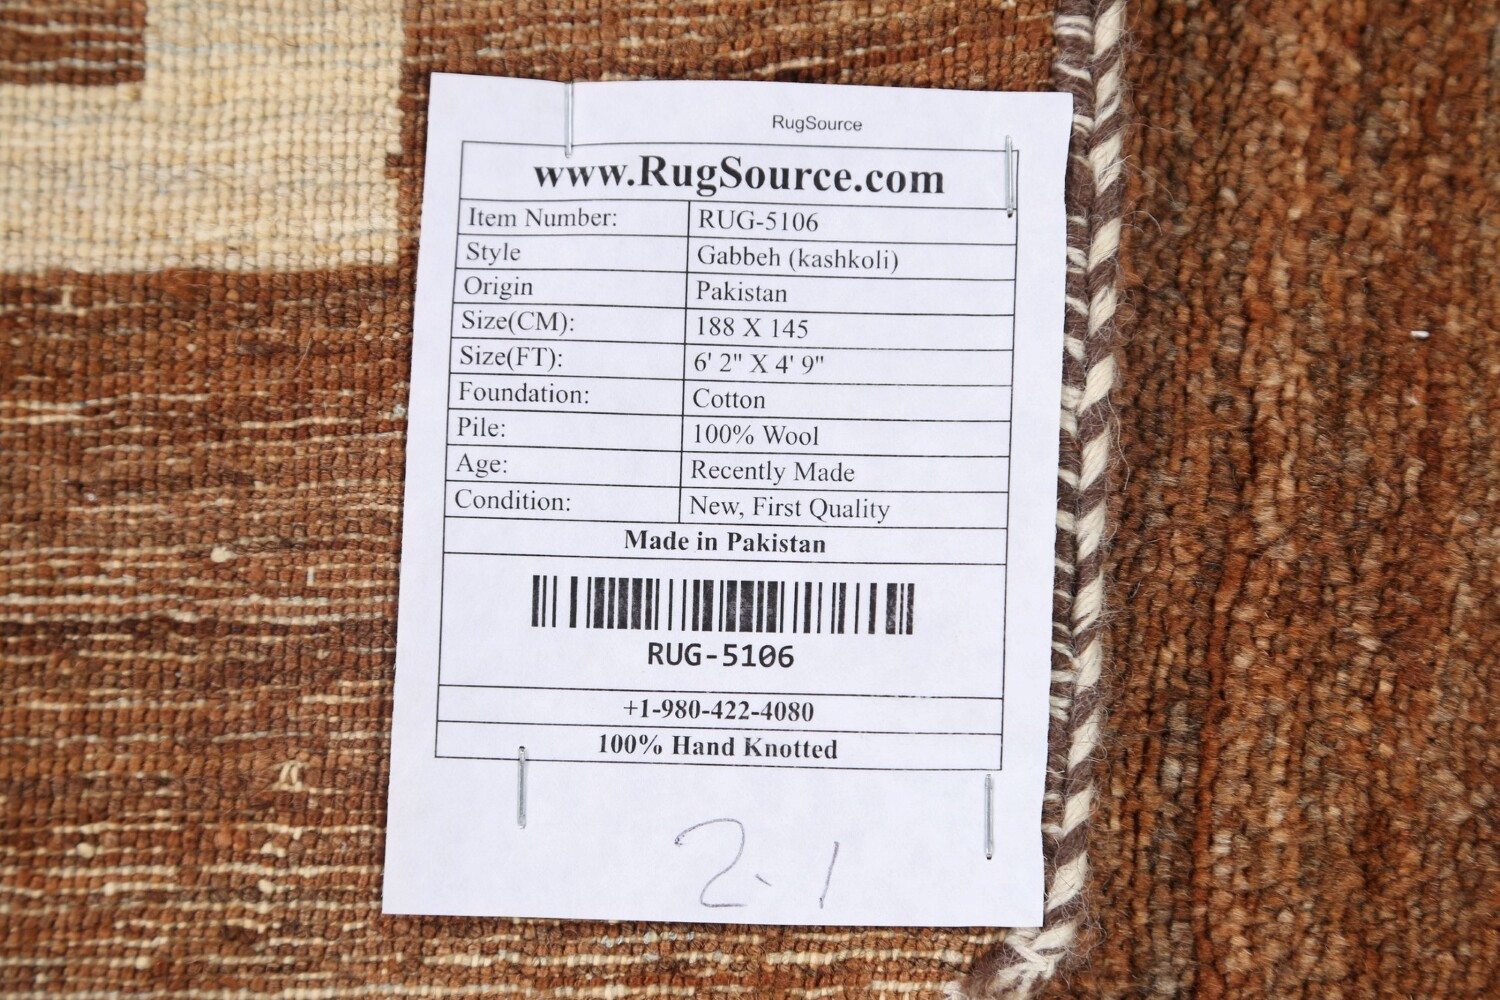 RugSource
www.RugSource.com
Item Number: RUG-5106
Style Gabbeh (kashkoli)
Origin Pakistan
Size(CM): 188 X 145
Size(FT): 6' 2" X 4' 9"
Foundation: Cotton
Pile: 100% Wool
Age: Recently Made
Condition: New, First Quality
Made in Pakistan
RUG-5106
+1-980-422-4080
100% Hand Knotted
2-1